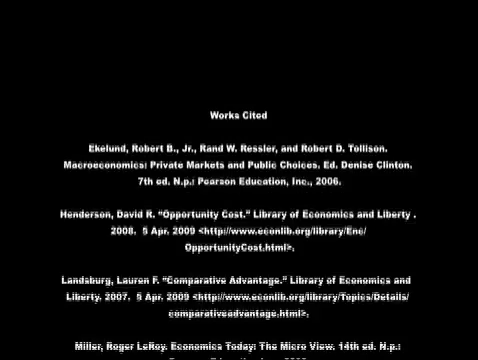 Works Cited
Ekelund, Robert B., Jr., Rand W. Ressler, and Robert D. Tollison.
Macroeconomics: Private Markets and Public Choices. Ed. Denise Clinton.
7th ed. N.p.: Pearson Education, Inc., 2006.
Henderson, David R. "Opportunity Cost." Library of Economics and Liberty .
2008. 5 Apr. 2009 <http://www.econlib.org/library/Enc/
OpportunityCost.html>.
Landsburg, Lauren F. "Comparative Advantage." Library of Economics and
Liberty. 2007. 5 Apr. 2009 <http://www.econlib.org/library/Topics/Details/
comparativeadvantage.html>.
Miller, Roger LeRoy. Economics Today: The Micro View. 14th ed. N.p.: